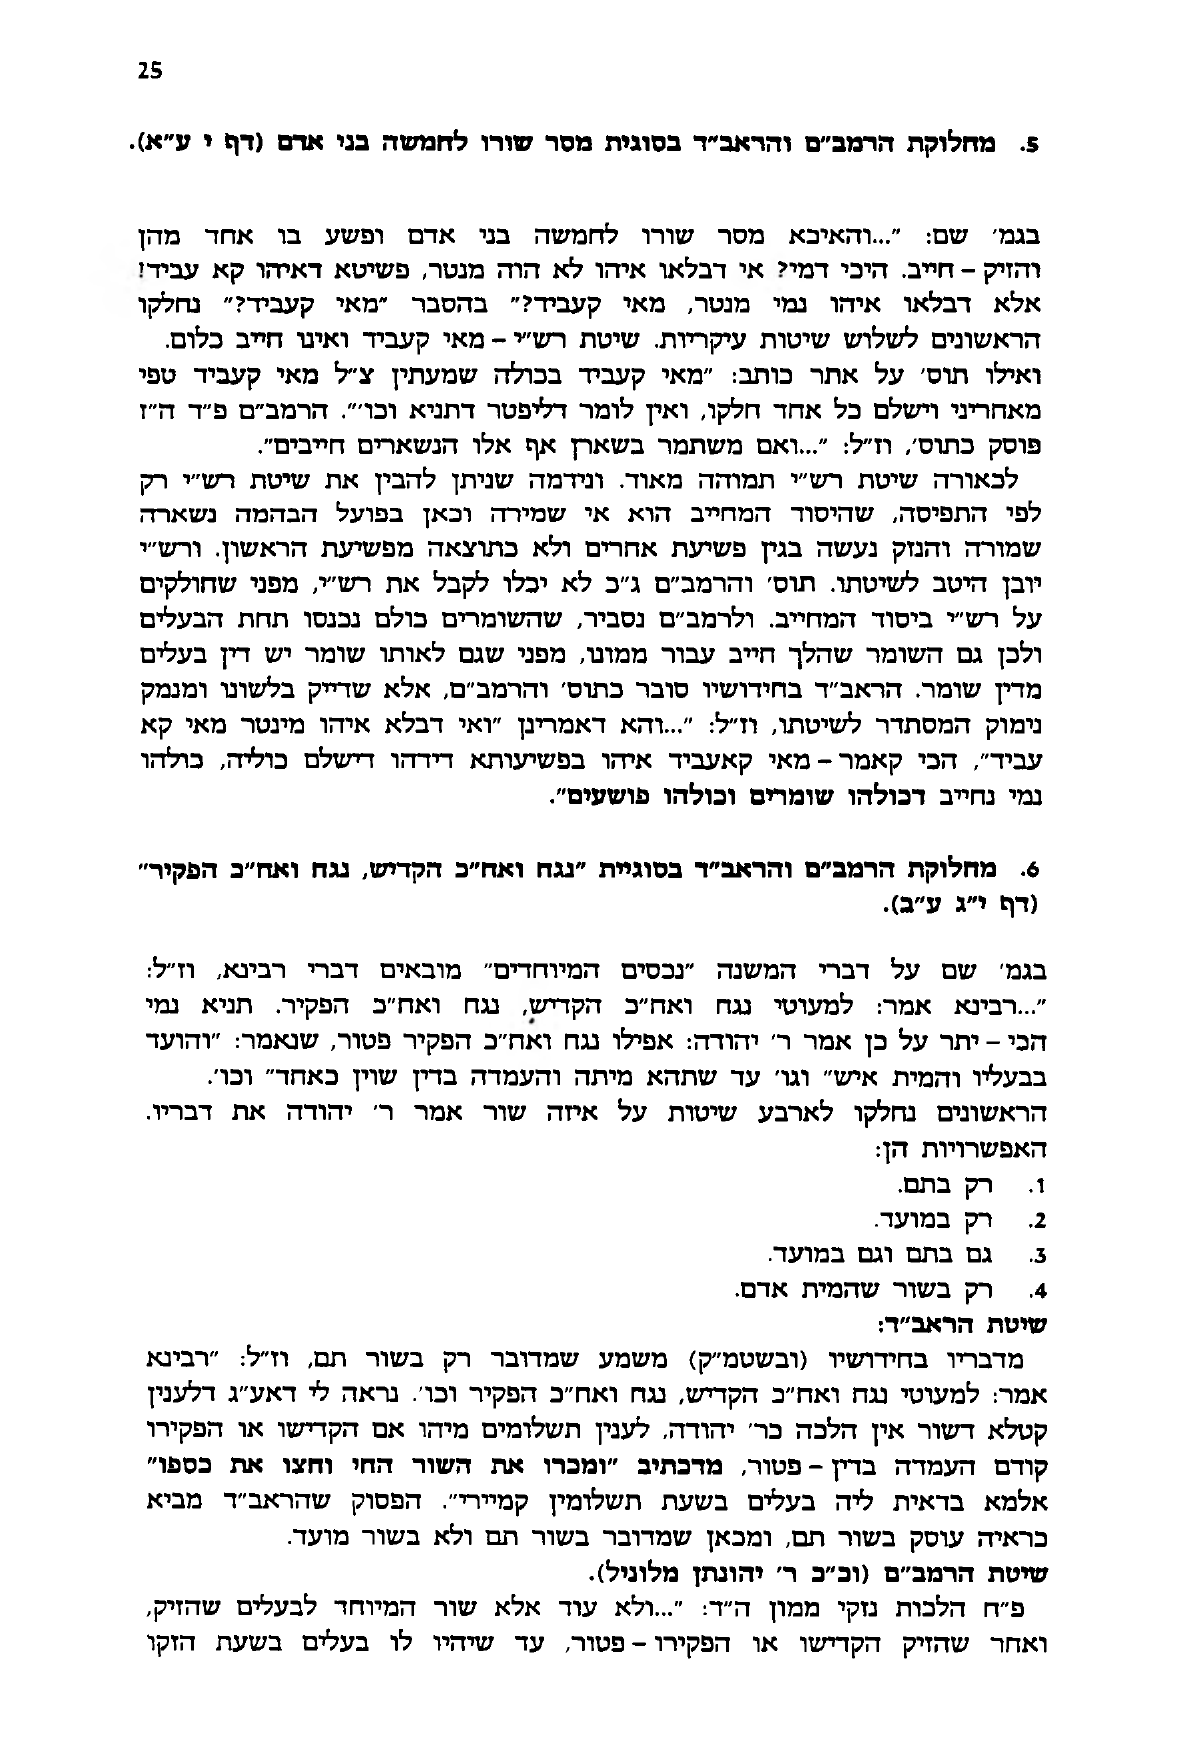 25
5. מחלוקת הרמב"ם והראב"ד בסוגית מסר שורו לחמשה בני אדם (דף י ע"א).
בגמ' שם: "...והאיכא מסר שורו לחמשה בני אדם ופשע בו אחד מהן
והזיק – חייב. היכי דמי? אי דבלאו איהו לא הוה מנטר, פשיטא דאיהו קא עביד!
אלא דבלאו איהו נמי מנטר, מאי קעביד?" בהסבר "מאי קעביד?" נחלקו
הראשונים לשלוש שיטות עיקריות. שיטת רש"י – מאי קעביד ואינו חייב כלום.
ואילו תוס' על אתר כותב: "מאי קעביד בכולה שמעתין צ"ל מאי קעביד טפי
מאחריני וישלם כל אחד חלקו, ואין לומר דליפטר דתניא וכו'". הרמב"ם פ"ד ה"ז
פוסק כתוס', וז"ל: "...ואם משתמר בשארן אף אלו הנשארים חייבים".
לכאורה שיטת רש"י תמוהה מאוד. ונידמה שניתן להבין את שיטת רש"י רק
לפי התפיסה, שהיסוד המחייב הוא אי שמירה וכאן בפועל הבהמה נשארה
שמורה והנזק נעשה בגין פשיעת אחרים ולא כתוצאה מפשיעת הראשון. ורש"י
יובן היטב לשיטתו. תוס' והרמב"ם ג"כ לא יכלו לקבל את רש"י, מפני שחולקים
על רש"י ביסוד המחייב. ולרמב"ם נסביר, שהשומרים כולם נכנסו תחת הבעלים
ולכן גם השומר שהלך חייב עבור ממונו, מפני שגם לאותו שומר יש דין בעלים
מדין שומר. הראב"ד בחידושיו סובר כתוס' והרמב"ם, אלא שדייק בלשונו ומנמק
נימוק המסתדר לשיטתו, וז"ל: "...והא דאמרינן "ואי דבלא איהו מינטר מאי קא
עביד", הכי קאמר – מאי קאעביד איהו בפשיעותא דידהו דישלם כוליה, כולהו
נמי נחייב דכולהו שומרים וכולהו פושעים".
6. מחלוקת הרמב"ם והראב"ד בסוגיית "נגח ואח"כ הקדיש, נגח ואח"כ הפקיר"
(דף י"ג ע"ב).
בגמ' שם על דברי המשנה "נכסים המיוחדים" מובאים דברי רבינא, וז"ל:
"...רבינא אמר: למעוטי נגח ואח"כ הקדיש, נגח ואח"כ הפקיר. תניא נמי
הכי – יתר על כן אמר ר' יהודה: אפילו נגח ואח"כ הפקיר פטור, שנאמר: "והועד
בבעליו והמית איש" וגו' עד שתהא מיתה והעמדה בדין שוין כאחד" וכו'.
הראשונים נחלקו לארבע שיטות על איזה שור אמר ר' יהודה את דבריו.
האפשרויות הן:
1. רק בתם.
2. רק במועד.
3. גם בתם וגם במועד.
4. רק בשור שהמית אדם.
שיטת הראב"ד:
מדבריו בחידושיו (ובשטמ"ק) משמע שמדובר רק בשור תם, וז"ל: "רבינא
אמר: למעוטי נגח ואח"כ הקדיש, נגח ואח"כ הפקיר וכו'. נראה לי דאע"ג דלענין
קטלא דשור אין הלכה כר' יהודה, לענין תשלומים מיהו אם הקדישו או הפקירו
קודם העמדה בדין – פטור, מדכתיב "ומכרו את השור החי וחצו את כספו"
אלמא בדאית ליה בעלים בשעת תשלומין קמיירי". הפסוק שהראב"ד מביא
כראיה עוסק בשור תם, ומכאן שמדובר בשור תם ולא בשור מועד.
שיטת הרמב"ם (וכ"כ ר' יהונתן מלוניל).
פ"ח הלכות נזקי ממון ה"ד: "...ולא עוד אלא שור המיוחד לבעלים שהזיק,
ואחר שהזיק הקדישו או הפקירו – פטור, עד שיהיו לו בעלים בשעת הזקו